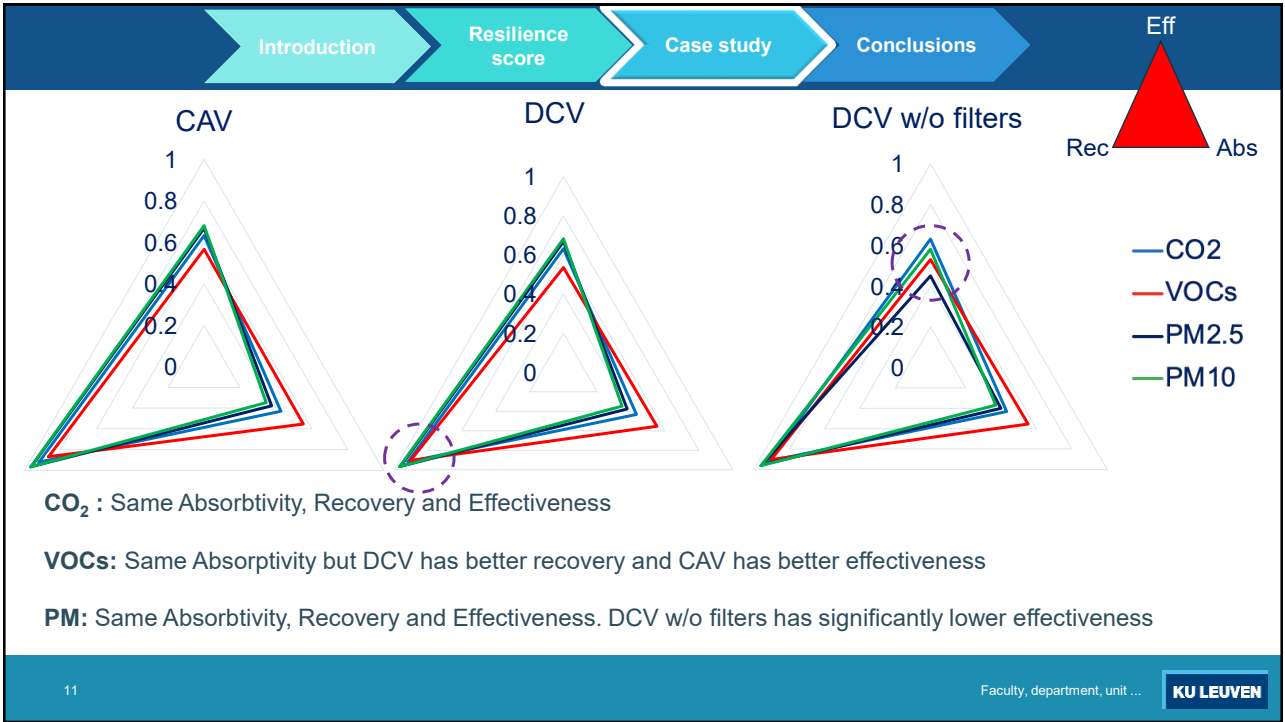 Introduction
Resilience
score
Case study
Conclusions
Eff
Rec
Abs
CAV
1
0.8
0.6
0.4
0.2
0
DCV
1
0.8
0.6
0.4
0.2
0
DCV w/o filters
1
0.8
0.6
0.4
0.2
0
CO2
VOCs
PM2.5
PM10
CO₂ : Same Absorbtivity, Recovery and Effectiveness
VOCs: Same Absorptivity but DCV has better recovery and CAV has better effectiveness
PM: Same Absorbtivity, Recovery and Effectiveness. DCV w/o filters has significantly lower effectiveness
11
Faculty, department, unit ...
KU LEUVEN